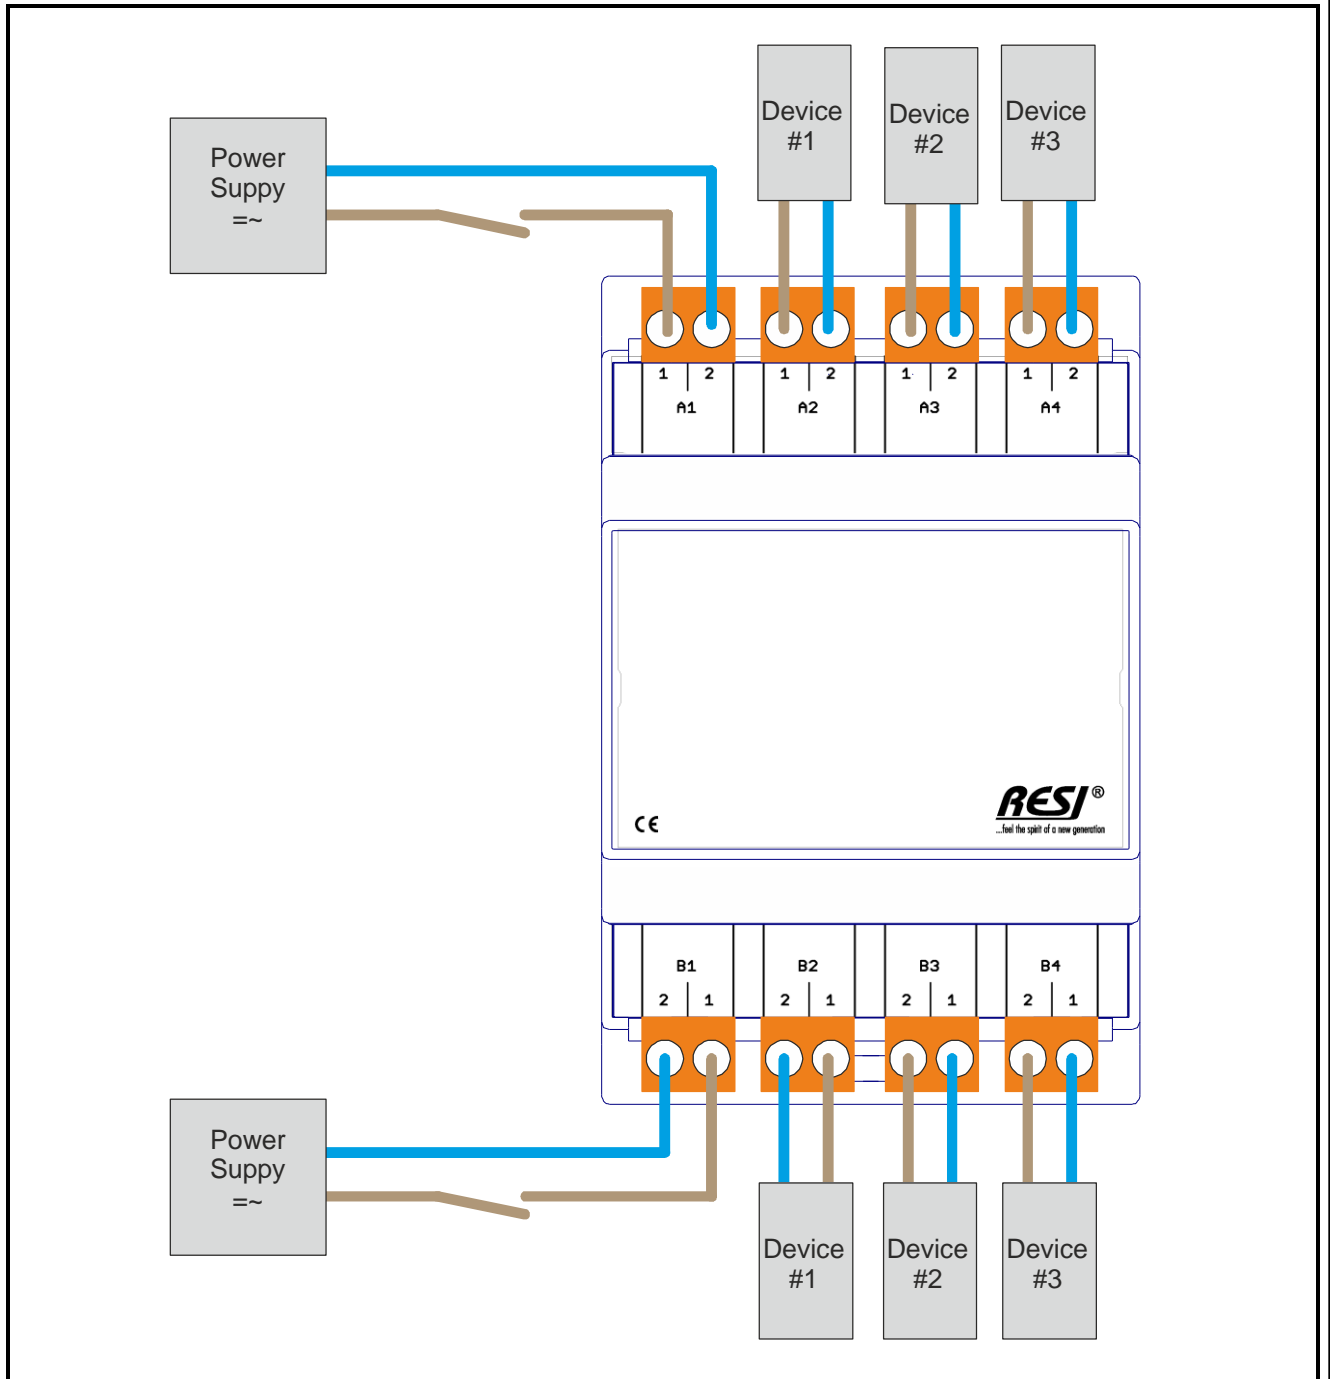 Device
#1
Device
#2
Device
#3
Power
Suppy
=~
1 2
A1
1 2
A2
1 2
A3
1 2
A4
RESI®
...feel the spirit of a new generation
CE
B1
2 1
B2
2 1
B3
2 1
B4
2 1
Power
Suppy
=~
Device
#1
Device
#2
Device
#3